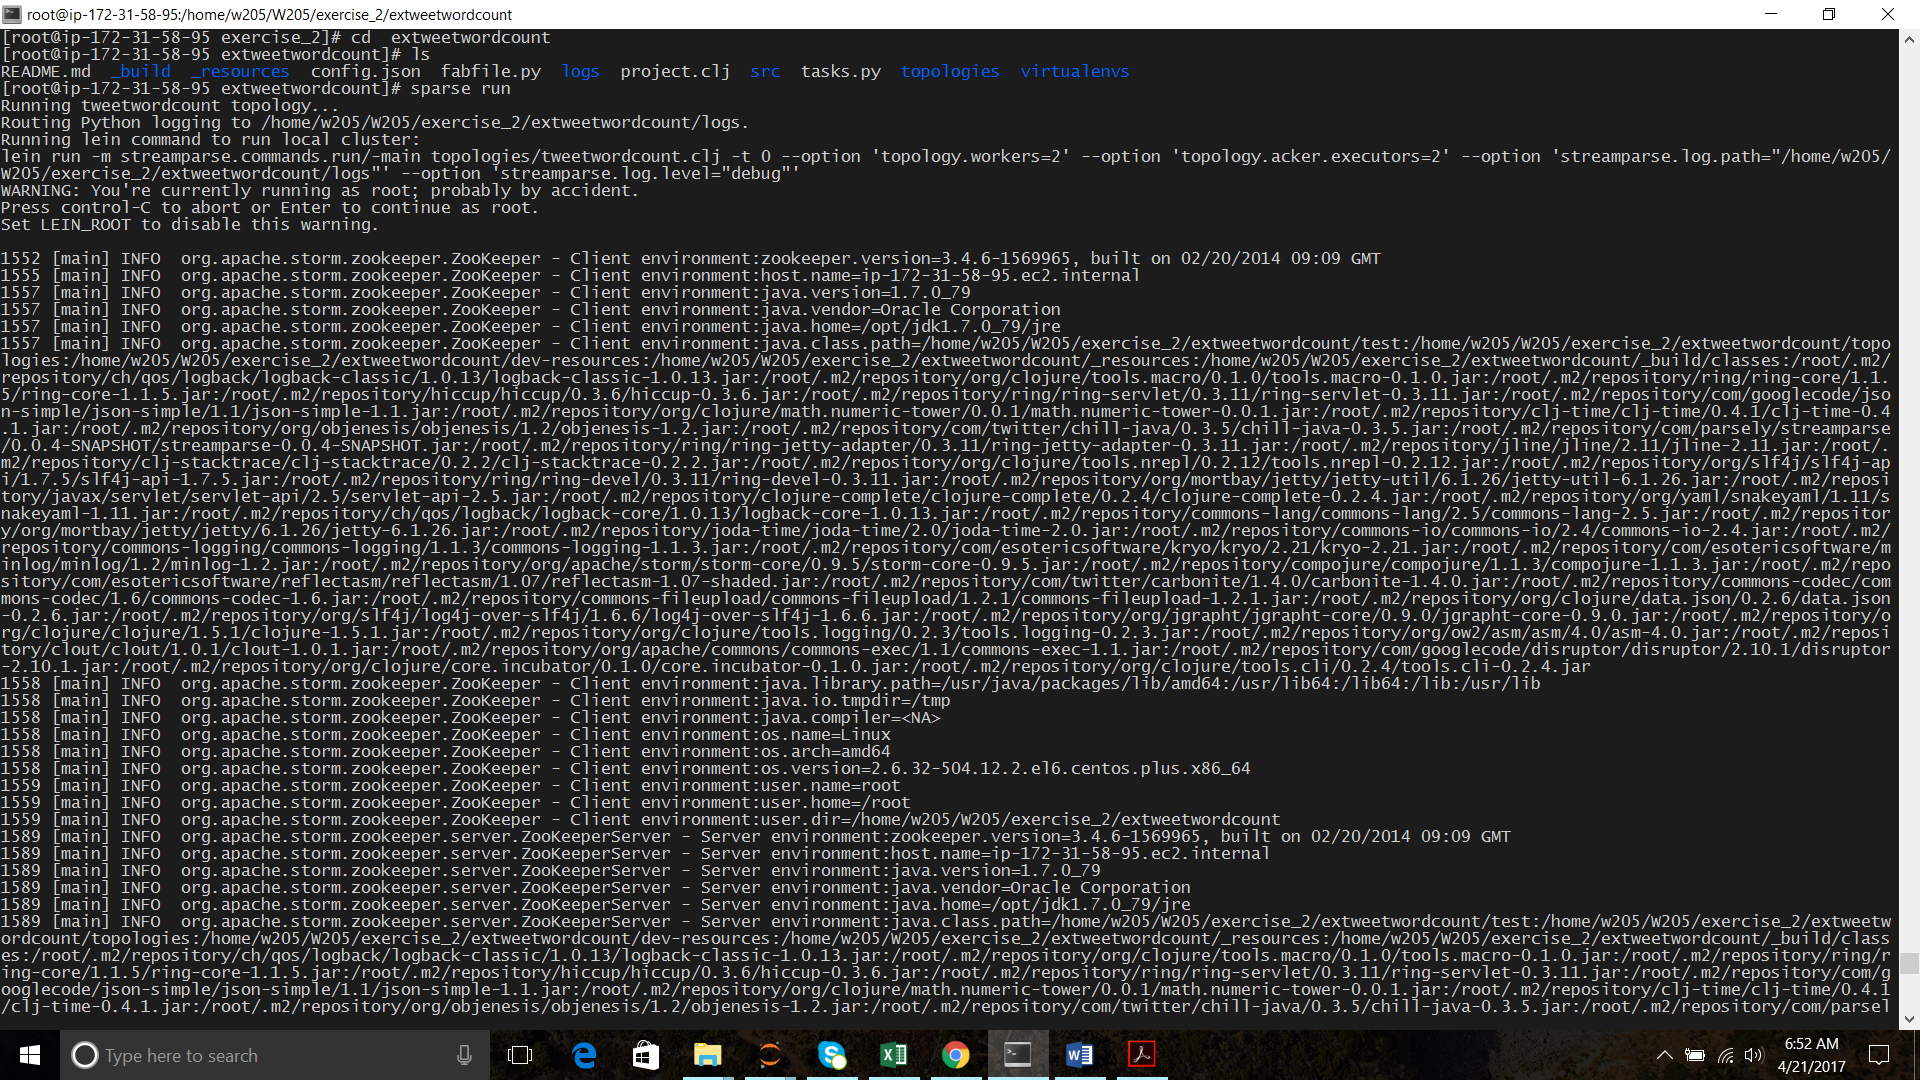 root@ip-172-31-58-95:/home/w205/W205/exercise_2/extweetwordcount
[root@ip-172-31-58-95 exercise_2]# cd  extweetwordcount
[root@ip-172-31-58-95 extweetwordcount]# ls
README.md  _build  _resources  config.json  fabfile.py  logs  project.clj  src  tasks.py  topologies  virtualenvs
[root@ip-172-31-58-95 extweetwordcount]# sparse run
Running tweetwordcount topology...
Routing Python logging to /home/w205/W205/exercise_2/extweetwordcount/logs.
Running lein command to run local cluster:
lein run -m streamparse.commands.run/-main topologies/tweetwordcount.clj -t 0 --option 'topology.workers=2' --option 'topology.acker.executors=2' --option 'streamparse.log.path="/home/w205/
W205/exercise_2/extweetwordcount/logs"' --option 'streamparse.log.level="debug"'
WARNING: You're currently running as root; probably by accident.
Press control-C to abort or Enter to continue as root.
Set LEIN_ROOT to disable this warning.
1552 [main] INFO  org.apache.storm.zookeeper.ZooKeeper - Client environment:zookeeper.version=3.4.6-1569965, built on 02/20/2014 09:09 GMT
1555 [main] INFO  org.apache.storm.zookeeper.ZooKeeper - Client environment:host.name=ip-172-31-58-95.ec2.internal
1557 [main] INFO  org.apache.storm.zookeeper.ZooKeeper - Client environment:java.version=1.7.0_79
1557 [main] INFO  org.apache.storm.zookeeper.ZooKeeper - Client environment:java.vendor=Oracle Corporation
1557 [main] INFO  org.apache.storm.zookeeper.ZooKeeper - Client environment:java.home=/opt/jdk1.7.0_79/jre
1557 [main] INFO  org.apache.storm.zookeeper.ZooKeeper - Client environment:java.class.path=/home/w205/W205/exercise_2/extweetwordcount/test:/home/w205/W205/exercise_2/extweetwordcount/topo
logies:/home/w205/W205/exercise_2/extweetwordcount/dev-resources:/home/w205/W205/exercise_2/extweetwordcount/_resources:/home/w205/W205/exercise_2/extweetwordcount/_build/classes:/root/.m2/
repository/ch/qos/logback/logback-classic/1.0.13/logback-classic-1.0.13.jar:/root/.m2/repository/org/clojure/tools.macro/0.1.0/tools.macro-0.1.0.jar:/root/.m2/repository/ring/ring-core/1.1.
5/ring-core-1.1.5.jar:/root/.m2/repository/hiccup/hiccup/0.3.6/hiccup-0.3.6.jar:/root/.m2/repository/ring/ring-servlet/0.3.11/ring-servlet-0.3.11.jar:/root/.m2/repository/com/googlecode/jso
n-simple/json-simple/1.1/json-simple-1.1.jar:/root/.m2/repository/org/clojure/math.numeric-tower/0.0.1/math.numeric-tower-0.0.1.jar:/root/.m2/repository/clj-time/clj-time/0.4.1/clj-time-0.4
.1.jar:/root/.m2/repository/org/objenesis/objenesis/1.2/objenesis-1.2.jar:/root/.m2/repository/com/twitter/chill-java/0.3.5/chill-java-0.3.5.jar:/root/.m2/repository/com/parsely/streamparse
/0.0.4-SNAPSHOT/streamparse-0.0.4-SNAPSHOT.jar:/root/.m2/repository/ring/ring-jetty-adapter/0.3.11/ring-jetty-adapter-0.3.11.jar:/root/.m2/repository/jline/jline/2.11/jline-2.11.jar:/root/.
m2/repository/clj-stacktrace/clj-stacktrace/0.2.2/clj-stacktrace-0.2.2.jar:/root/.m2/repository/org/clojure/tools.nrepl/0.2.12/tools.nrepl-0.2.12.jar:/root/.m2/repository/org/slf4j/slf4j-ap
i/1.7.5/slf4j-api-1.7.5.jar:/root/.m2/repository/ring/ring-devel/0.3.11/ring-devel-0.3.11.jar:/root/.m2/repository/org/mortbay/jetty/jetty-util/6.1.26/jetty-util-6.1.26.jar:/root/.m2/reposi
tory/javax/servlet/servlet-api/2.5/servlet-api-2.5.jar:/root/.m2/repository/clojure-complete/clojure-complete/0.2.4/clojure-complete-0.2.4.jar:/root/.m2/repository/org/yaml/snakeyaml/1.11/s
nakeyaml-1.11.jar:/root/.m2/repository/ch/qos/logback/logback-core/1.0.13/logback-core-1.0.13.jar:/root/.m2/repository/commons-lang/commons-lang/2.5/commons-lang-2.5.jar:/root/.m2/repositor
y/org/mortbay/jetty/jetty/6.1.26/jetty-6.1.26.jar:/root/.m2/repository/joda-time/joda-time/2.0/joda-time-2.0.jar:/root/.m2/repository/commons-io/commons-io/2.4/commons-io-2.4.jar:/root/.m2/
repository/commons-logging/commons-logging/1.1.3/commons-logging-1.1.3.jar:/root/.m2/repository/com/esotericsoftware/kryo/kryo/2.21/kryo-2.21.jar:/root/.m2/repository/com/esotericsoftware/m
inlog/minlog/1.2/minlog-1.2.jar:/root/.m2/repository/org/apache/storm/storm-core/0.9.5/storm-core-0.9.5.jar:/root/.m2/repository/compojure/compojure/1.1.3/compojure-1.1.3.jar:/root/.m2/repo
sitory/com/esotericsoftware/reflectasm/reflectasm/1.07/reflectasm-1.07-shaded.jar:/root/.m2/repository/com/twitter/carbonite/1.4.0/carbonite-1.4.0.jar:/root/.m2/repository/commons-codec/com
mons-codec/1.6/commons-codec-1.6.jar:/root/.m2/repository/commons-fileupload/commons-fileupload/1.2.1/commons-fileupload-1.2.1.jar:/root/.m2/repository/org/clojure/data.json/0.2.6/data.json
-0.2.6.jar:/root/.m2/repository/org/slf4j/log4j-over-slf4j/1.6.6/log4j-over-slf4j-1.6.6.jar:/root/.m2/repository/org/jgrapht/jgrapht-core/0.9.0/jgrapht-core-0.9.0.jar:/root/.m2/repository/o
rg/clojure/clojure/1.5.1/clojure-1.5.1.jar:/root/.m2/repository/org/clojure/tools.logging/0.2.3/tools.logging-0.2.3.jar:/root/.m2/repository/org/ow2/asm/asm/4.0/asm-4.0.jar:/root/.m2/reposi
tory/clout/clout/1.0.1/clout-1.0.1.jar:/root/.m2/repository/org/apache/commons/commons-exec/1.1/commons-exec-1.1.jar:/root/.m2/repository/com/googlecode/disruptor/disruptor/2.10.1/disruptor
-2.10.1.jar:/root/.m2/repository/org/clojure/core.incubator/0.1.0/core.incubator-0.1.0.jar:/root/.m2/repository/org/clojure/tools.cli/0.2.4/tools.cli-0.2.4.jar
1558 [main] INFO  org.apache.storm.zookeeper.ZooKeeper - Client environment:java.library.path=/usr/java/packages/lib/amd64:/usr/lib64:/lib64:/lib:/usr/lib
1558 [main] INFO  org.apache.storm.zookeeper.ZooKeeper - Client environment:java.io.tmpdir=/tmp
1558 [main] INFO  org.apache.storm.zookeeper.ZooKeeper - Client environment:java.compiler=<NA>
1558 [main] INFO  org.apache.storm.zookeeper.ZooKeeper - Client environment:os.name=Linux
1558 [main] INFO  org.apache.storm.zookeeper.ZooKeeper - Client environment:os.arch=amd64
1558 [main] INFO  org.apache.storm.zookeeper.ZooKeeper - Client environment:os.version=2.6.32-504.12.2.el6.centos.plus.x86_64
1559 [main] INFO  org.apache.storm.zookeeper.ZooKeeper - Client environment:user.name=root
1559 [main] INFO  org.apache.storm.zookeeper.ZooKeeper - Client environment:user.home=/root
1559 [main] INFO  org.apache.storm.zookeeper.ZooKeeper - Client environment:user.dir=/home/w205/W205/exercise_2/extweetwordcount
1589 [main] INFO  org.apache.storm.zookeeper.server.ZooKeeperServer - Server environment:zookeeper.version=3.4.6-1569965, built on 02/20/2014 09:09 GMT
1589 [main] INFO  org.apache.storm.zookeeper.server.ZooKeeperServer - Server environment:host.name=ip-172-31-58-95.ec2.internal
1589 [main] INFO  org.apache.storm.zookeeper.server.ZooKeeperServer - Server environment:java.version=1.7.0_79
1589 [main] INFO  org.apache.storm.zookeeper.server.ZooKeeperServer - Server environment:java.vendor=Oracle Corporation
1589 [main] INFO  org.apache.storm.zookeeper.server.ZooKeeperServer - Server environment:java.home=/opt/jdk1.7.0_79/jre
1589 [main] INFO  org.apache.storm.zookeeper.server.ZooKeeperServer - Server environment:java.class.path=/home/w205/W205/exercise_2/extweetwordcount/test:/home/w205/W205/exercise_2/extweetw
ordcount/topologies:/home/w205/W205/exercise_2/extweetwordcount/dev-resources:/home/w205/W205/exercise_2/extweetwordcount/_resources:/home/w205/W205/exercise_2/extweetwordcount/_build/class
es:/root/.m2/repository/ch/qos/logback/logback-classic/1.0.13/logback-classic-1.0.13.jar:/root/.m2/repository/org/clojure/tools.macro/0.1.0/tools.macro-0.1.0.jar:/root/.m2/repository/ring/r
ing-core/1.1.5/ring-core-1.1.5.jar:/root/.m2/repository/hiccup/hiccup/0.3.6/hiccup-0.3.6.jar:/root/.m2/repository/ring/ring-servlet/0.3.11/ring-servlet-0.3.11.jar:/root/.m2/repository/com/g
ooglecode/json-simple/json-simple/1.1/json-simple-1.1.jar:/root/.m2/repository/org/clojure/math.numeric-tower/0.0.1/math.numeric-tower-0.0.1.jar:/root/.m2/repository/clj-time/clj-time/0.4.1
/clj-time-0.4.1.jar:/root/.m2/repository/org/objenesis/objenesis/1.2/objenesis-1.2.jar:/root/.m2/repository/com/twitter/chill-java/0.3.5/chill-java-0.3.5.jar:/root/.m2/repository/com/parsel
Type here to search
6:52 AM
4/21/2017